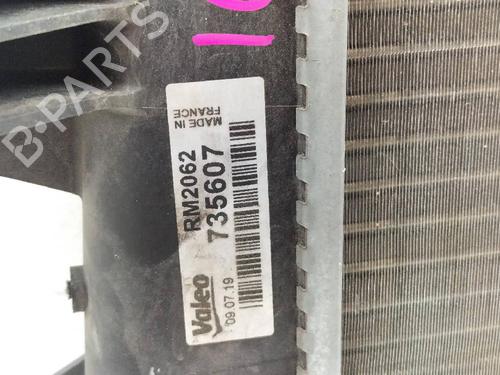 B-PARTS
Valeo RM2062 MADE IN FRANCE
735607
09.07.19